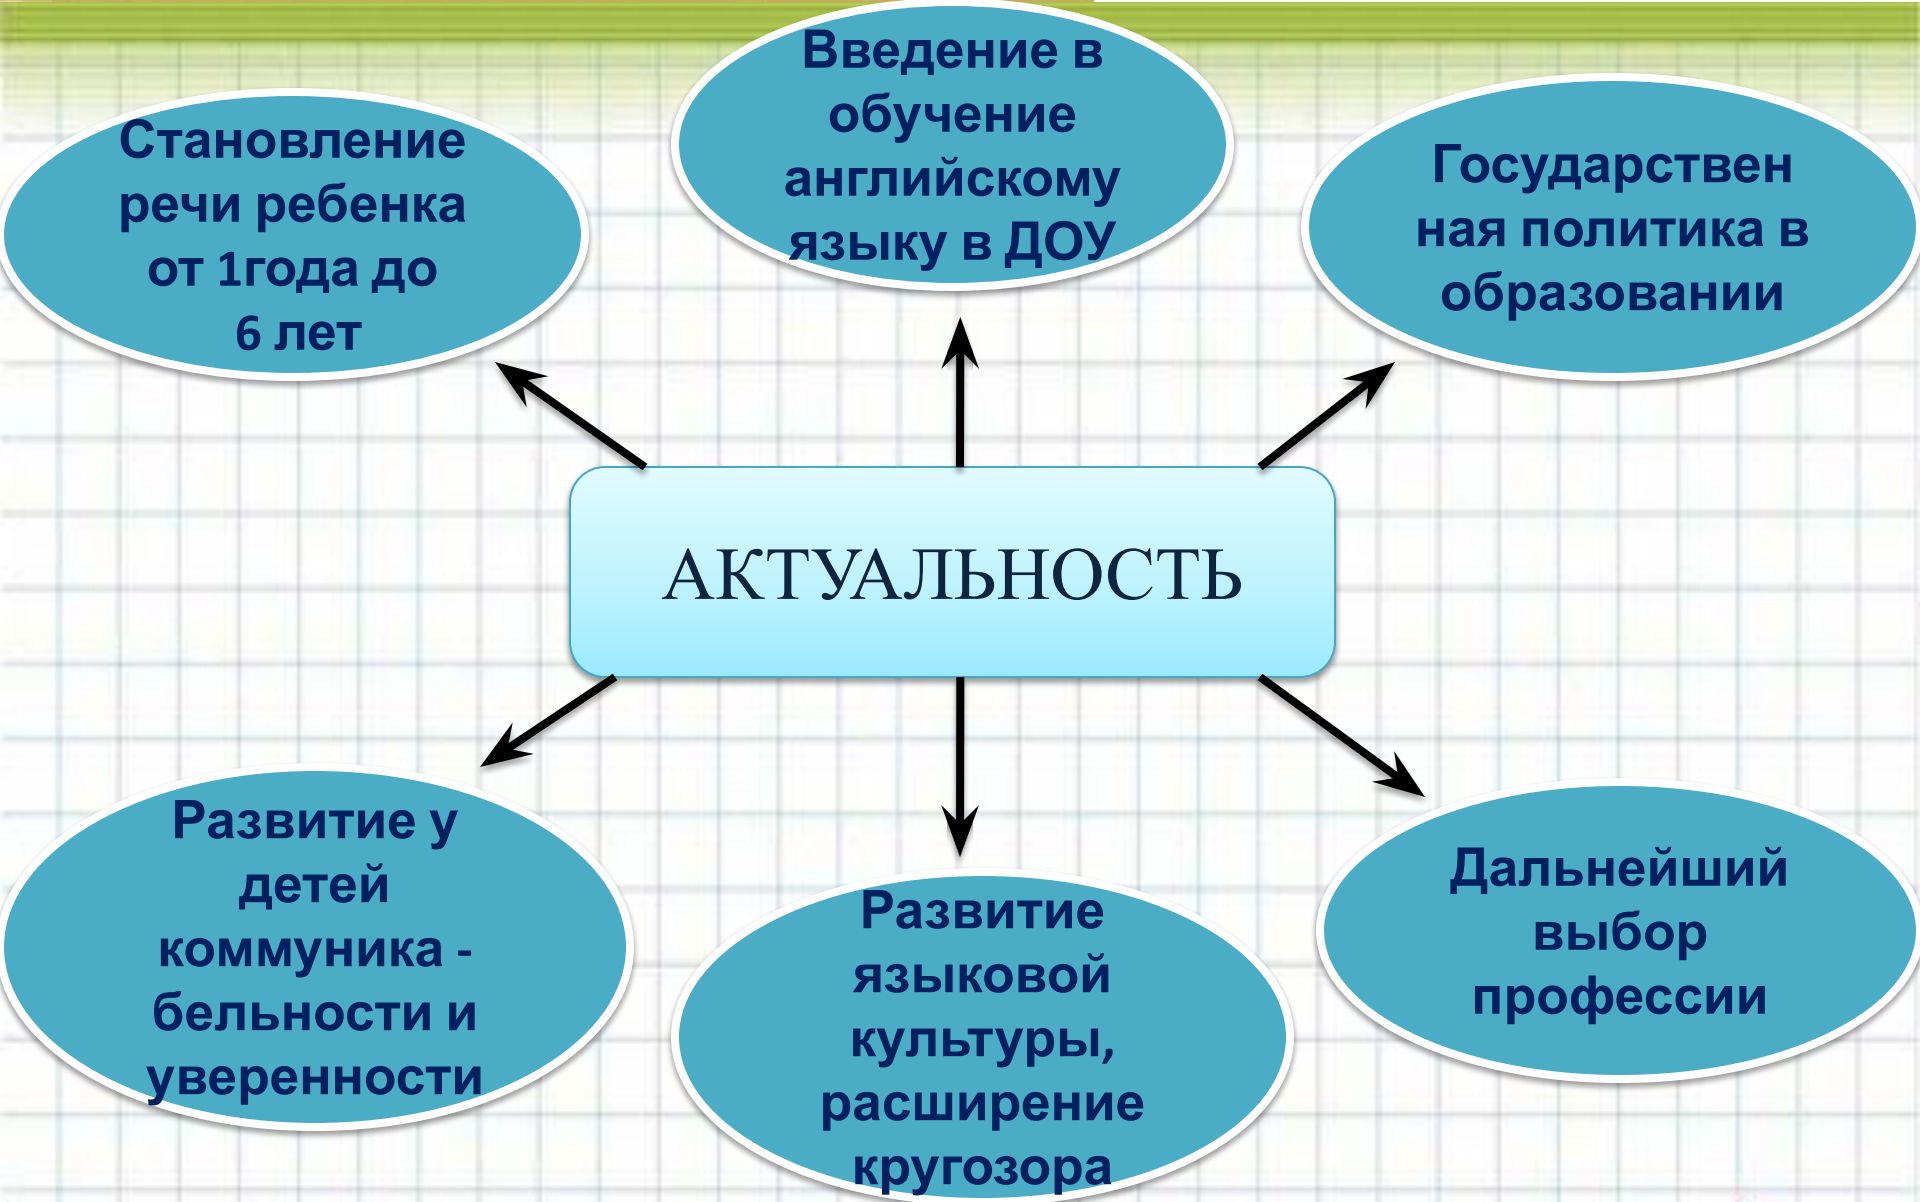 Введение в
обучение
английскому
языку в ДОУ
Становление
речи ребенка
от 1года до
6 лет
Государствен
ная политика в
образовании
АКТУАЛЬНОСТЬ
Развитие у
детей
коммуника -
бельности и
уверенности
Развитие
языковой
культуры,
расширение
кругозора
Дальнейший
выбор
профессии